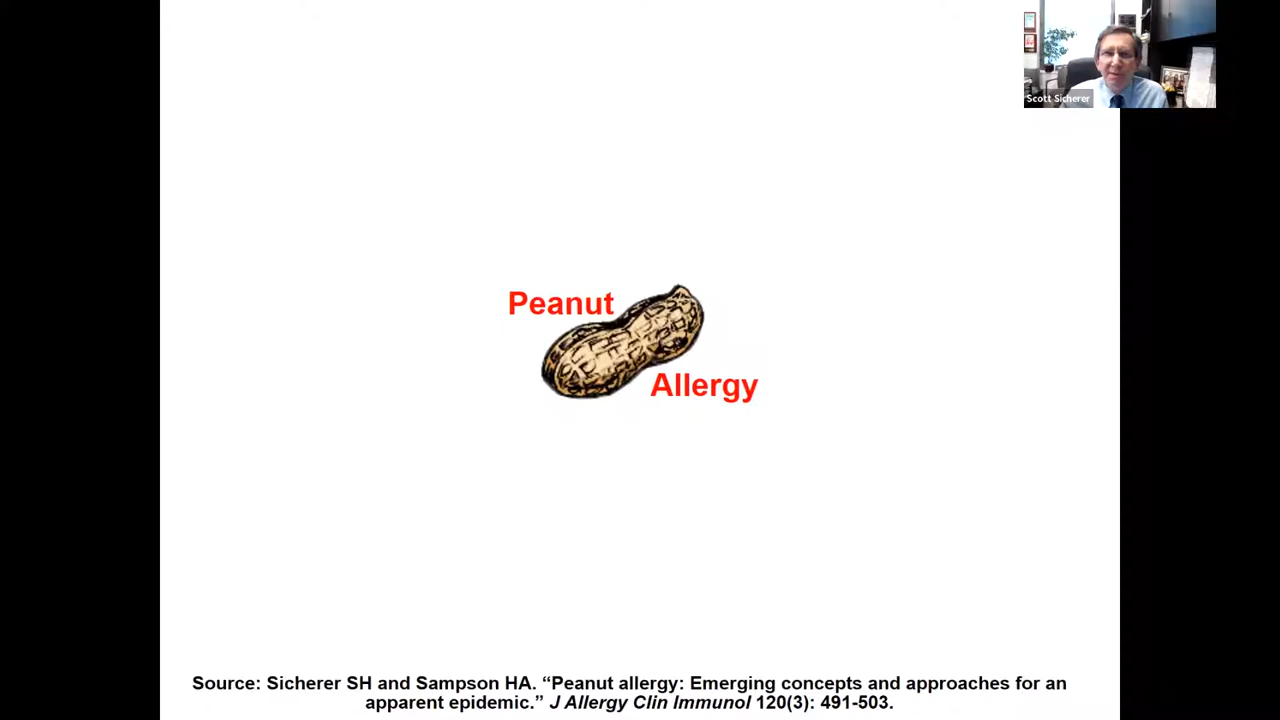 Scott Sicherer
Peanut
Allergy
Source: Sicherer SH and Sampson HA. “Peanut allergy: Emerging concepts and approaches for an
apparent epidemic.” J Allergy Clin Immunol 120(3): 491-503.